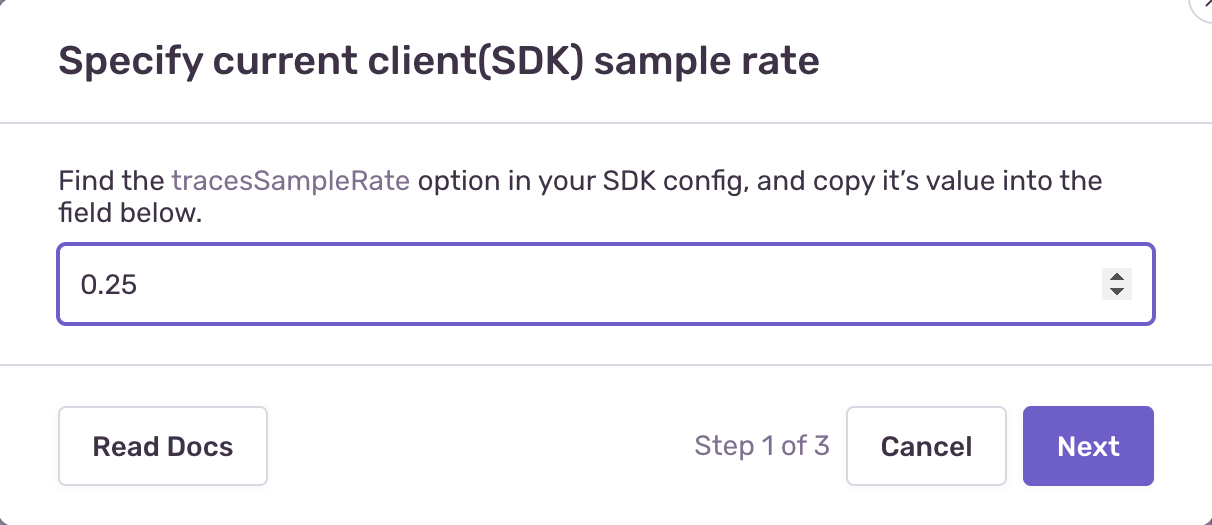 Specify current client(SDK) sample rate
Find the tracesSampleRate option in your SDK config, and copy it’s value into the
field below.
0.25
Read Docs
Step 1 of 3
Cancel
Next